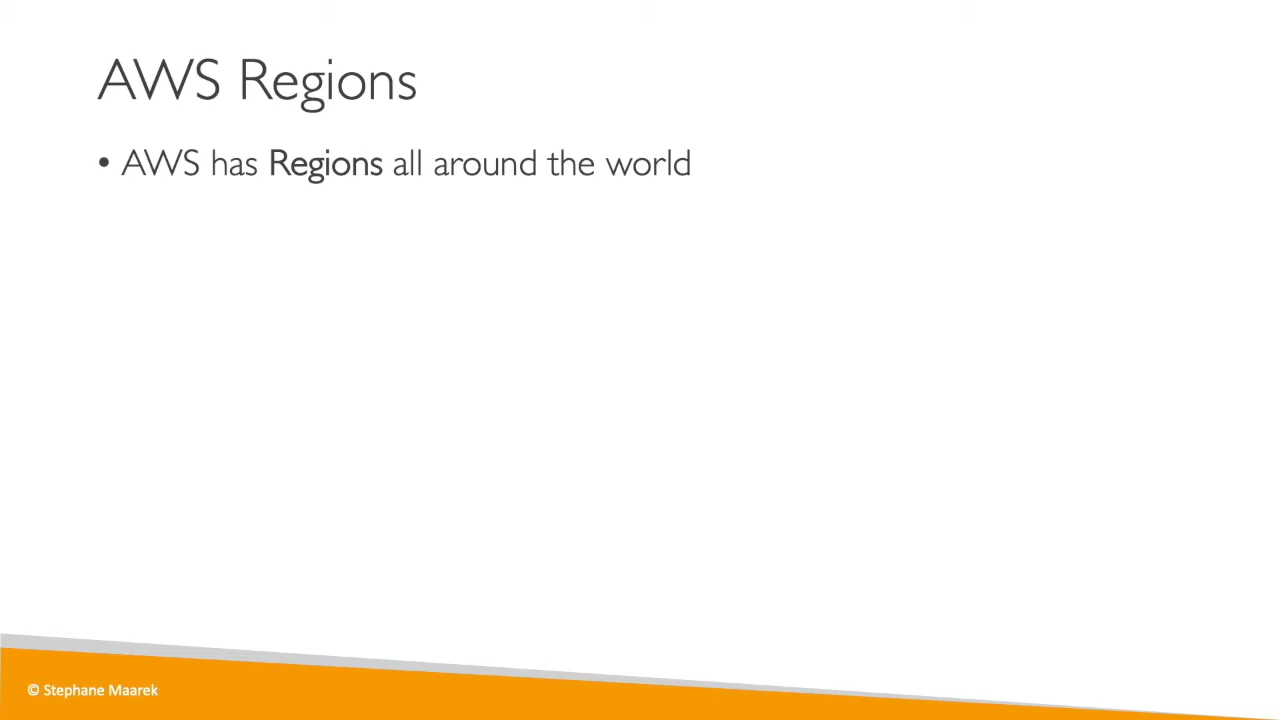 AWS Regions
• AWS has Regions all around the world
© Stephane Maarek